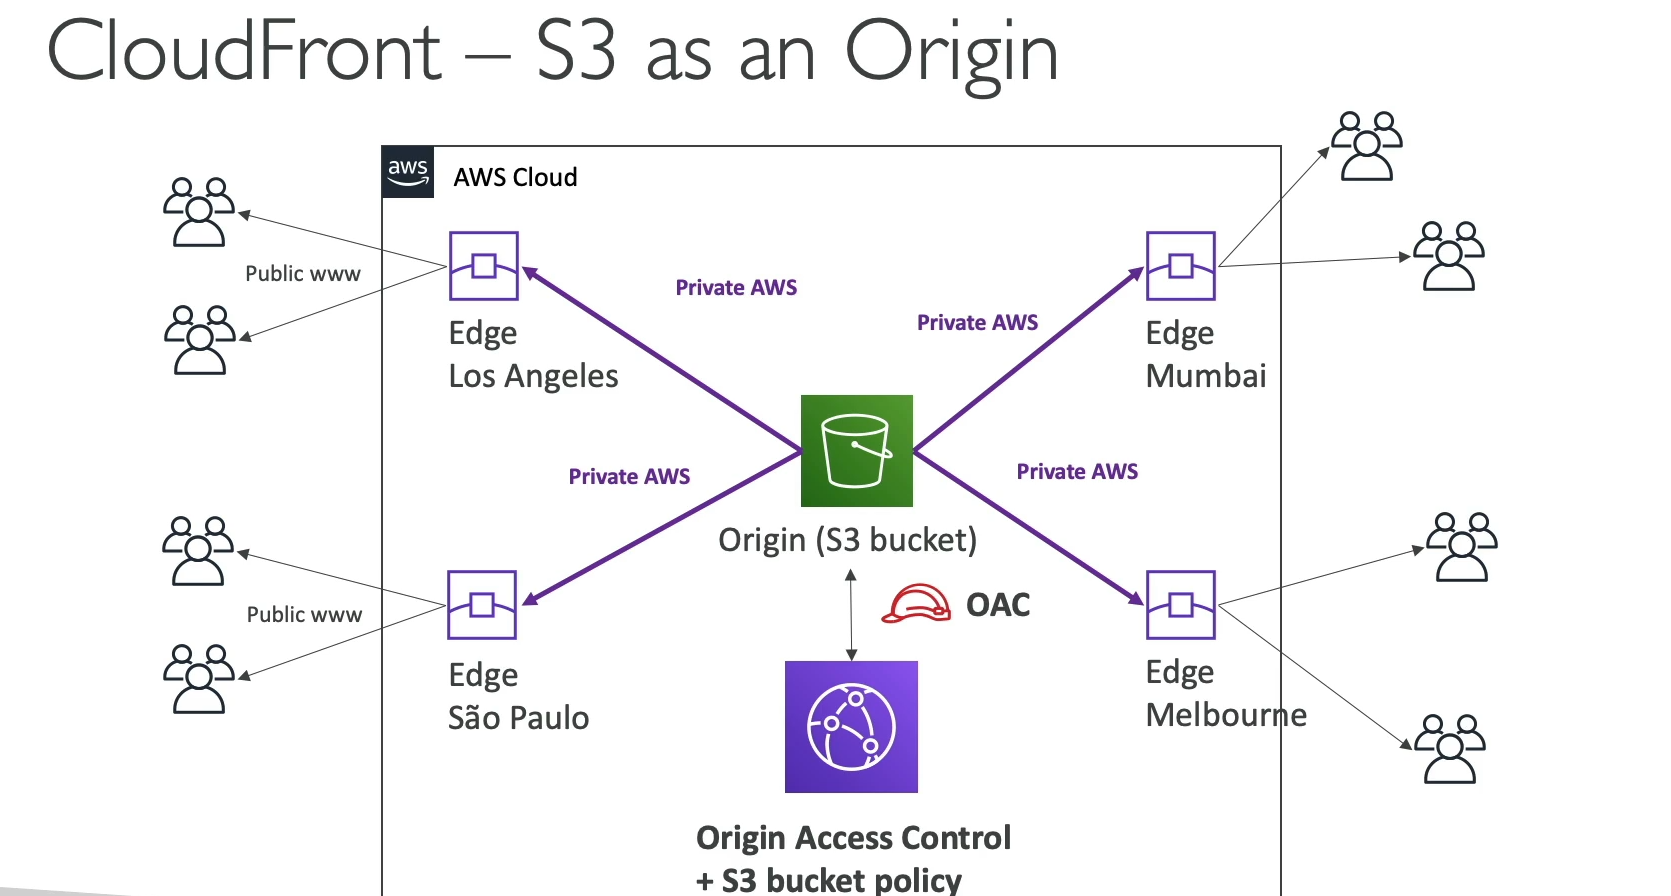 CloudFront – S3 as an Origin
aws
AWS Cloud
Public www
Private AWS
Private AWS
Edge
Los Angeles
Edge
Mumbai
Private AWS
Private AWS
Origin (S3 bucket)
OAC
Public www
Edge
São Paulo
Edge
Melbourne
Origin Access Control
+ S3 bucket policy